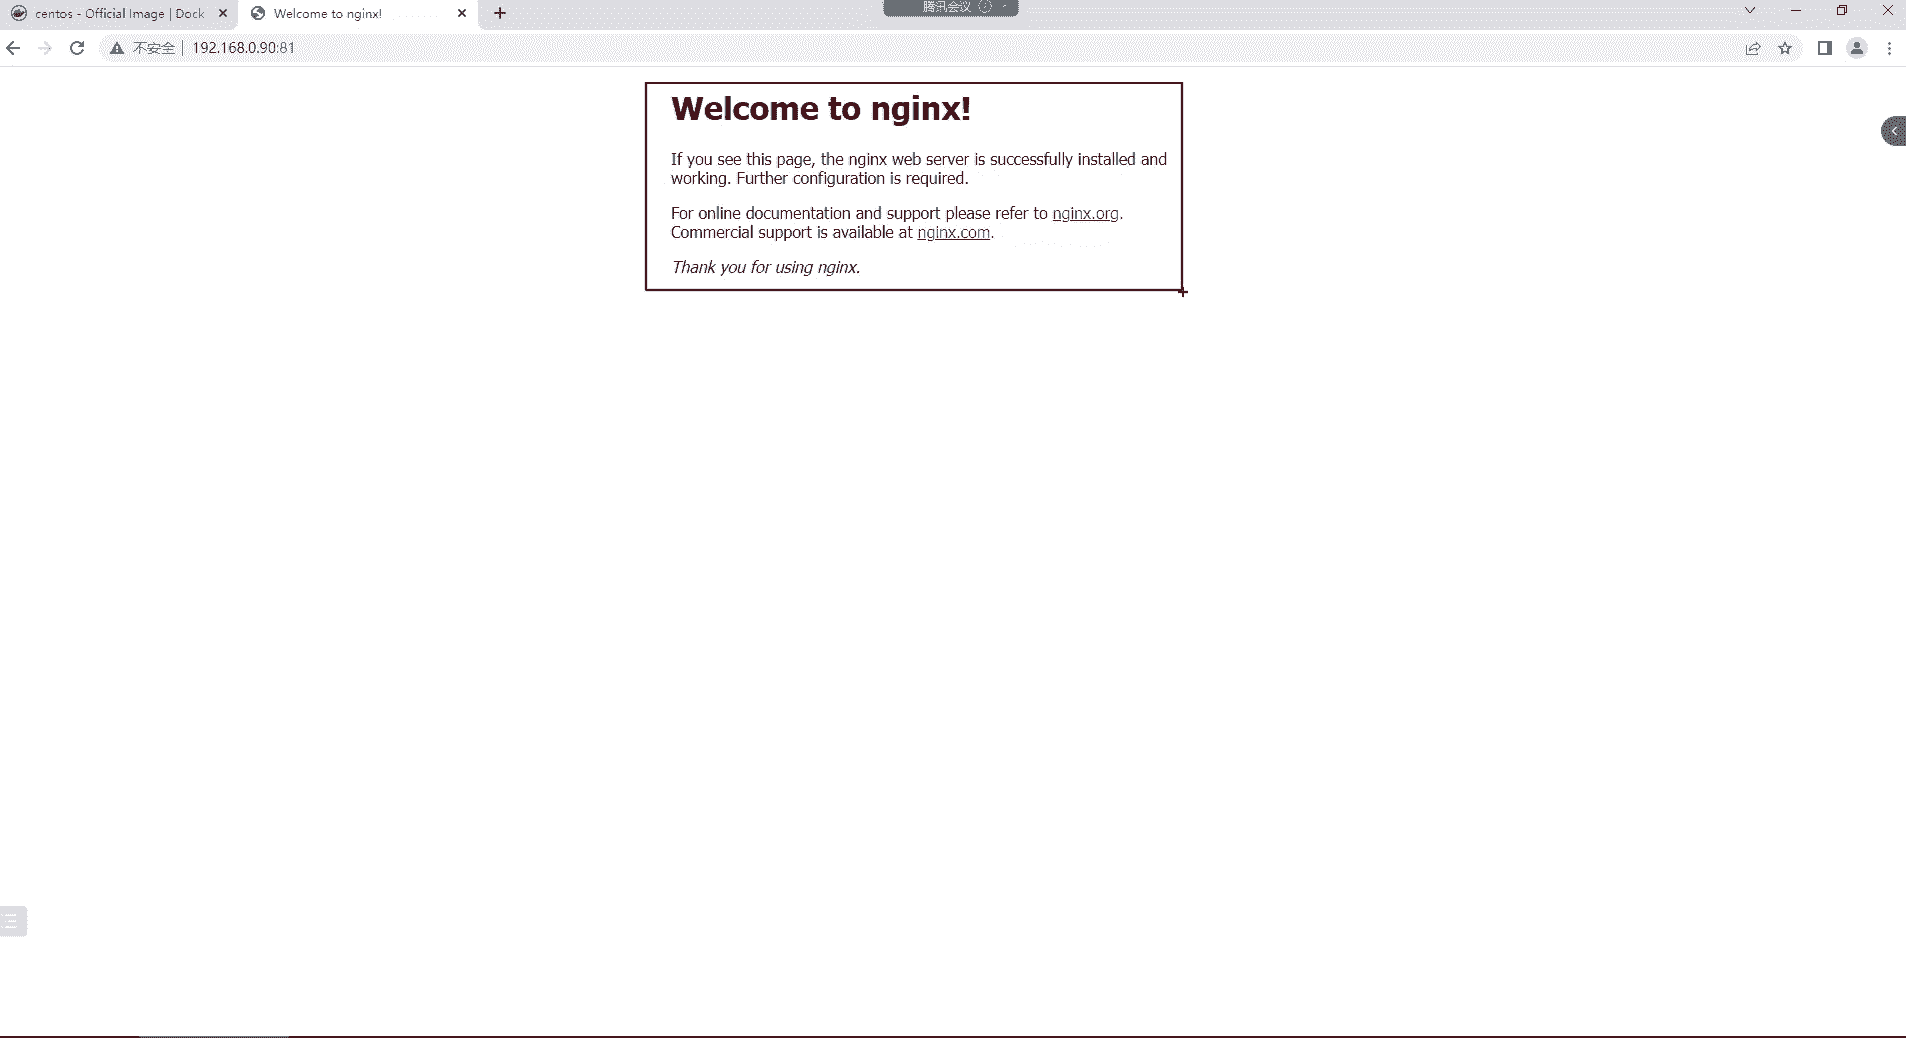 centos - Official Image | Dock
Welcome to nginx!
腾讯会议
不安全
192.168.0.90:81
Welcome to nginx!
If you see this page, the nginx web server is successfully installed and
working. Further configuration is required.
For online documentation and support please refer to nginx.org.
Commercial support is available at nginx.com.
Thank you for using nginx.